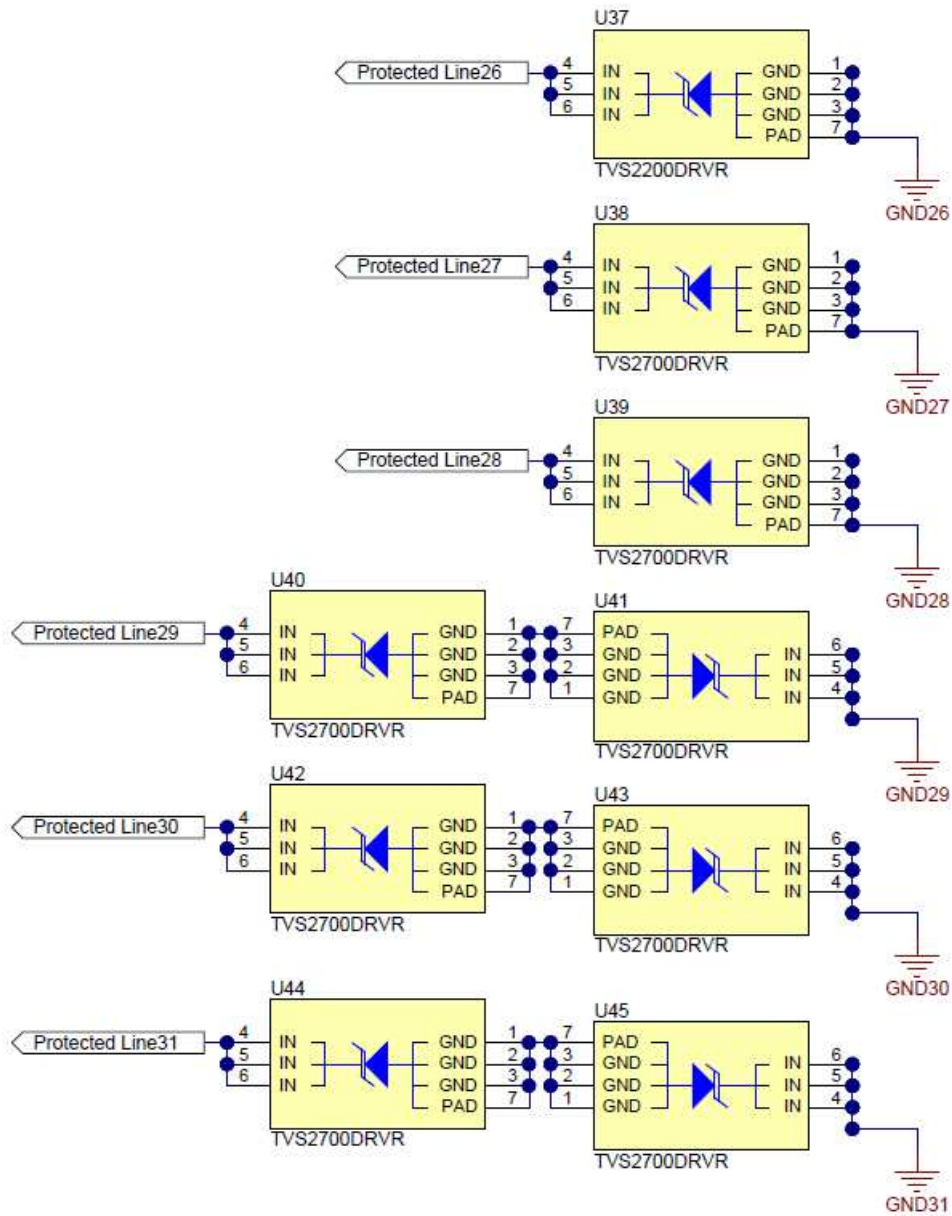 U37
Protected Line26
4 IN GND 1
5 IN GND 2
6 IN GND 3
PAD 7
TVS2200DRVR
GND26
U38
Protected Line27
4 IN GND 1
5 IN GND 2
6 IN GND 3
PAD 7
TVS2700DRVR
GND27
U39
Protected Line28
4 IN GND 1
5 IN GND 2
6 IN GND 3
PAD 7
TVS2700DRVR
GND28
U40 U41
Protected Line29
4 IN GND 1 7 PAD
5 IN GND 2 3 GND IN 6
6 IN GND 3 2 GND IN 5
PAD 7 1 GND IN 4
TVS2700DRVR TVS2700DRVR
GND29
U42 U43
Protected Line30
4 IN GND 1 7 PAD
5 IN GND 2 3 GND IN 6
6 IN GND 3 2 GND IN 5
PAD 7 1 GND IN 4
TVS2700DRVR TVS2700DRVR
GND30
U44 U45
Protected Line31
4 IN GND 1 7 PAD
5 IN GND 2 3 GND IN 6
6 IN GND 3 2 GND IN 5
PAD 7 1 GND IN 4
TVS2700DRVR TVS2700DRVR
GND31